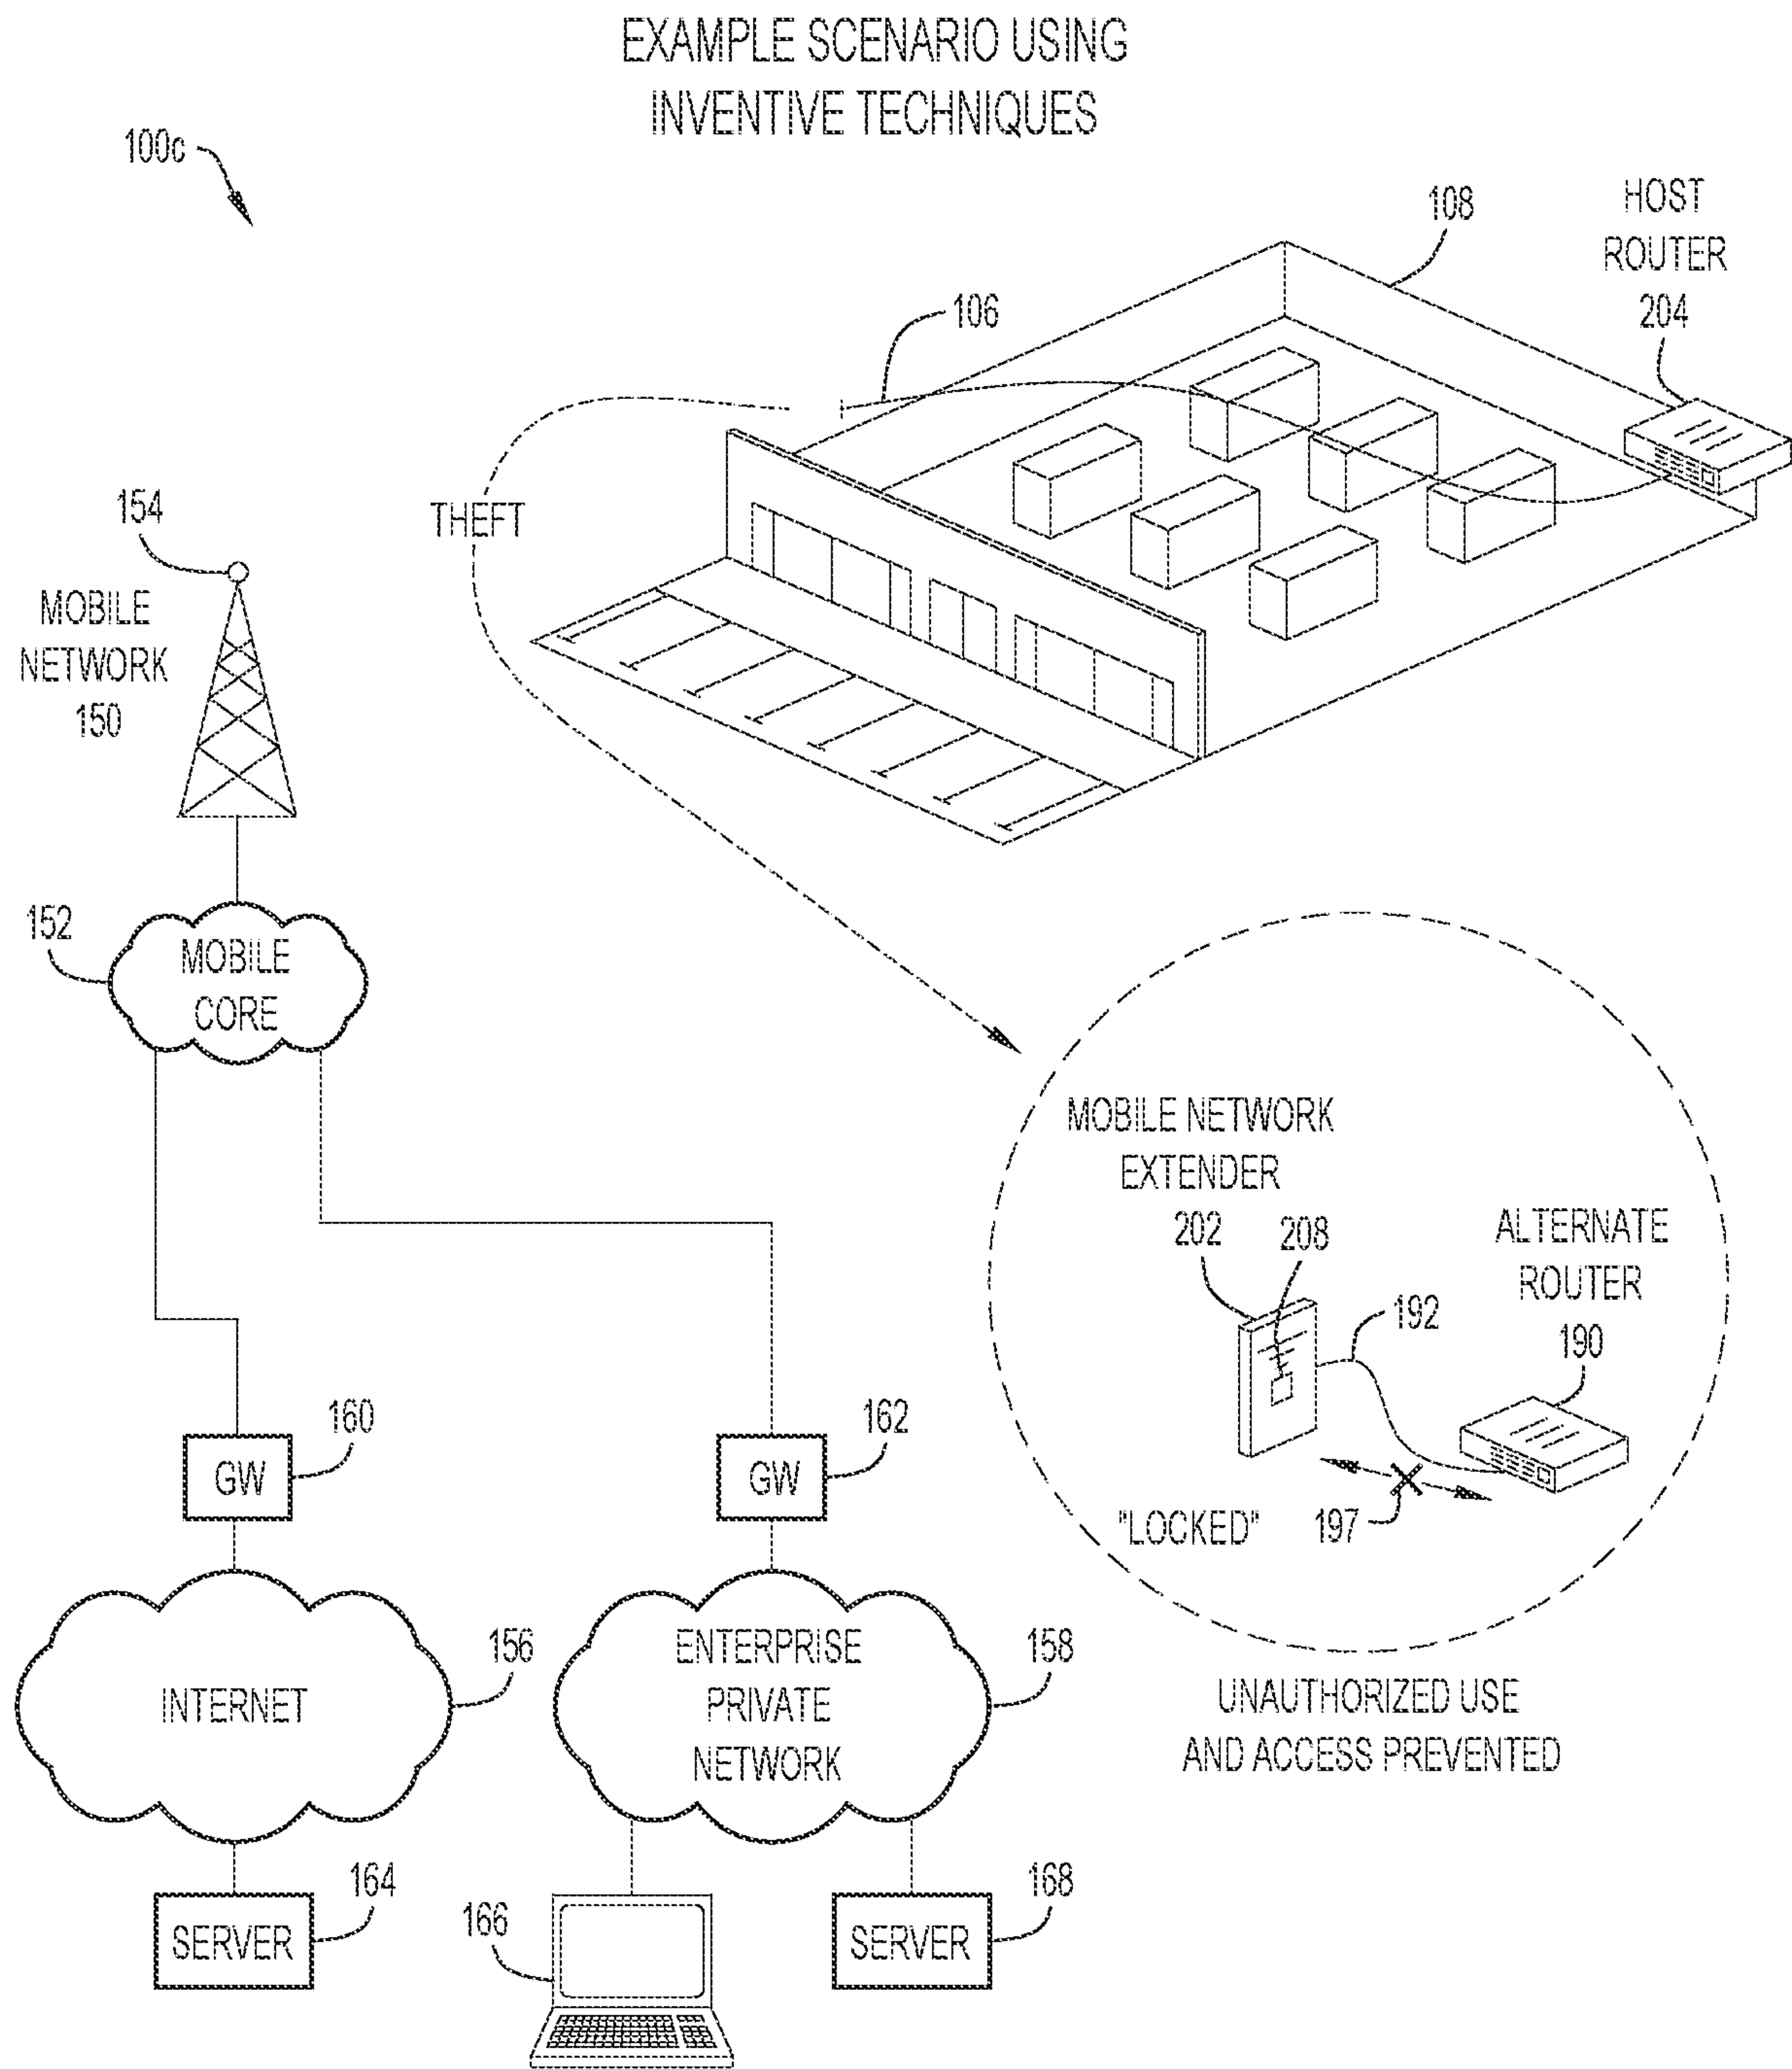 EXAMPLE SCENARIO USING
INVENTIVE TECHNIQUES
100c
108
HOST
ROUTER
204
106
THEFT
154
MOBILE
NETWORK
150
152
MOBILE
CORE
MOBILE NETWORK
EXTENDER
202
208
ALTERNATE
ROUTER
190
192
197
"LOCKED"
UNAUTHORIZED USE
AND ACCESS PREVENTED
GW
160
GW
162
INTERNET
156
ENTERPRISE
PRIVATE
NETWORK
158
SERVER
164
166
SERVER
168